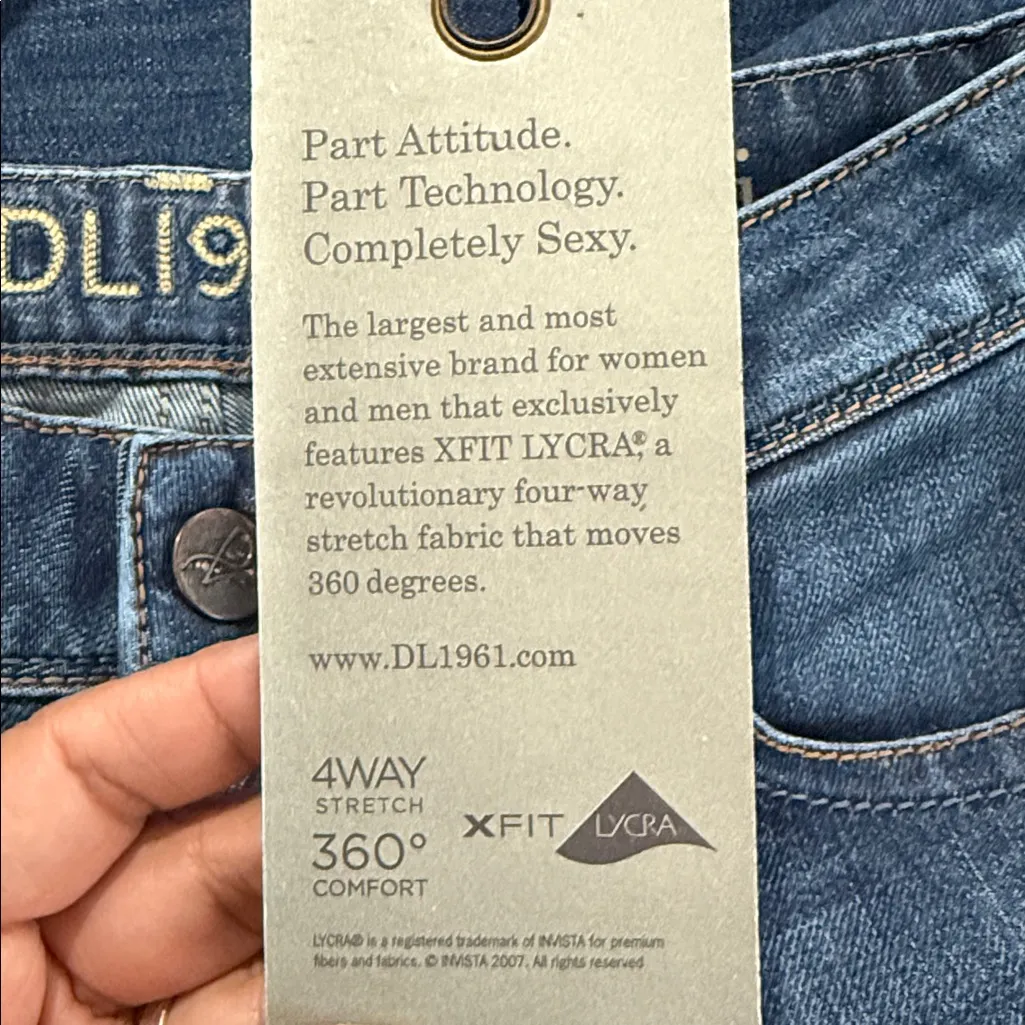 Part Attitude.
Part Technology.
Completely Sexy.
The largest and most
extensive brand for women
and men that exclusively
features XFIT LYCRA®, a
revolutionary four-way
stretch fabric that moves
360 degrees.
www.DL1961.com
4WAY
STRETCH
360°
COMFORT
XFIT LYCRA
LYCRA® is a registered trademark of INVISTA for premium
fibers and fabrics. © INVISTA 2007. All rights reserved
DL19